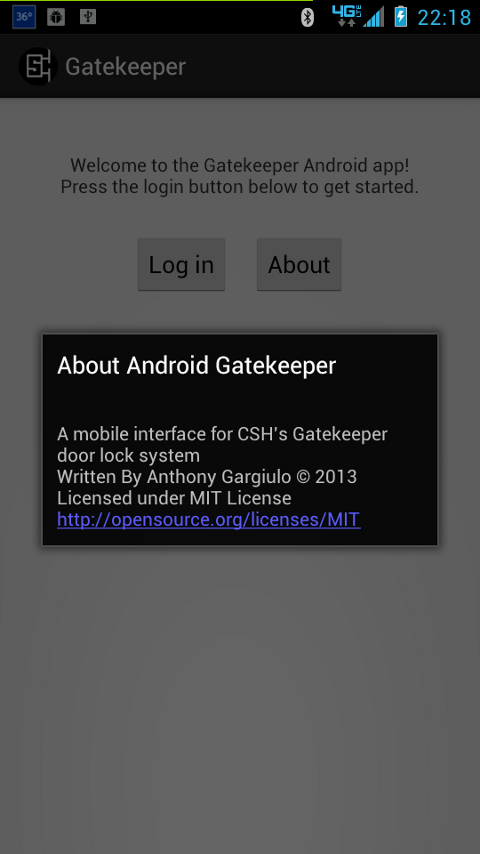 36°
4G LTE
22:18
Gatekeeper
Welcome to the Gatekeeper Android app!
Press the login button below to get started.
Log in
About
About Android Gatekeeper
A mobile interface for CSH's Gatekeeper
door lock system
Written By Anthony Gargiulo © 2013
Licensed under MIT License
http://opensource.org/licenses/MIT